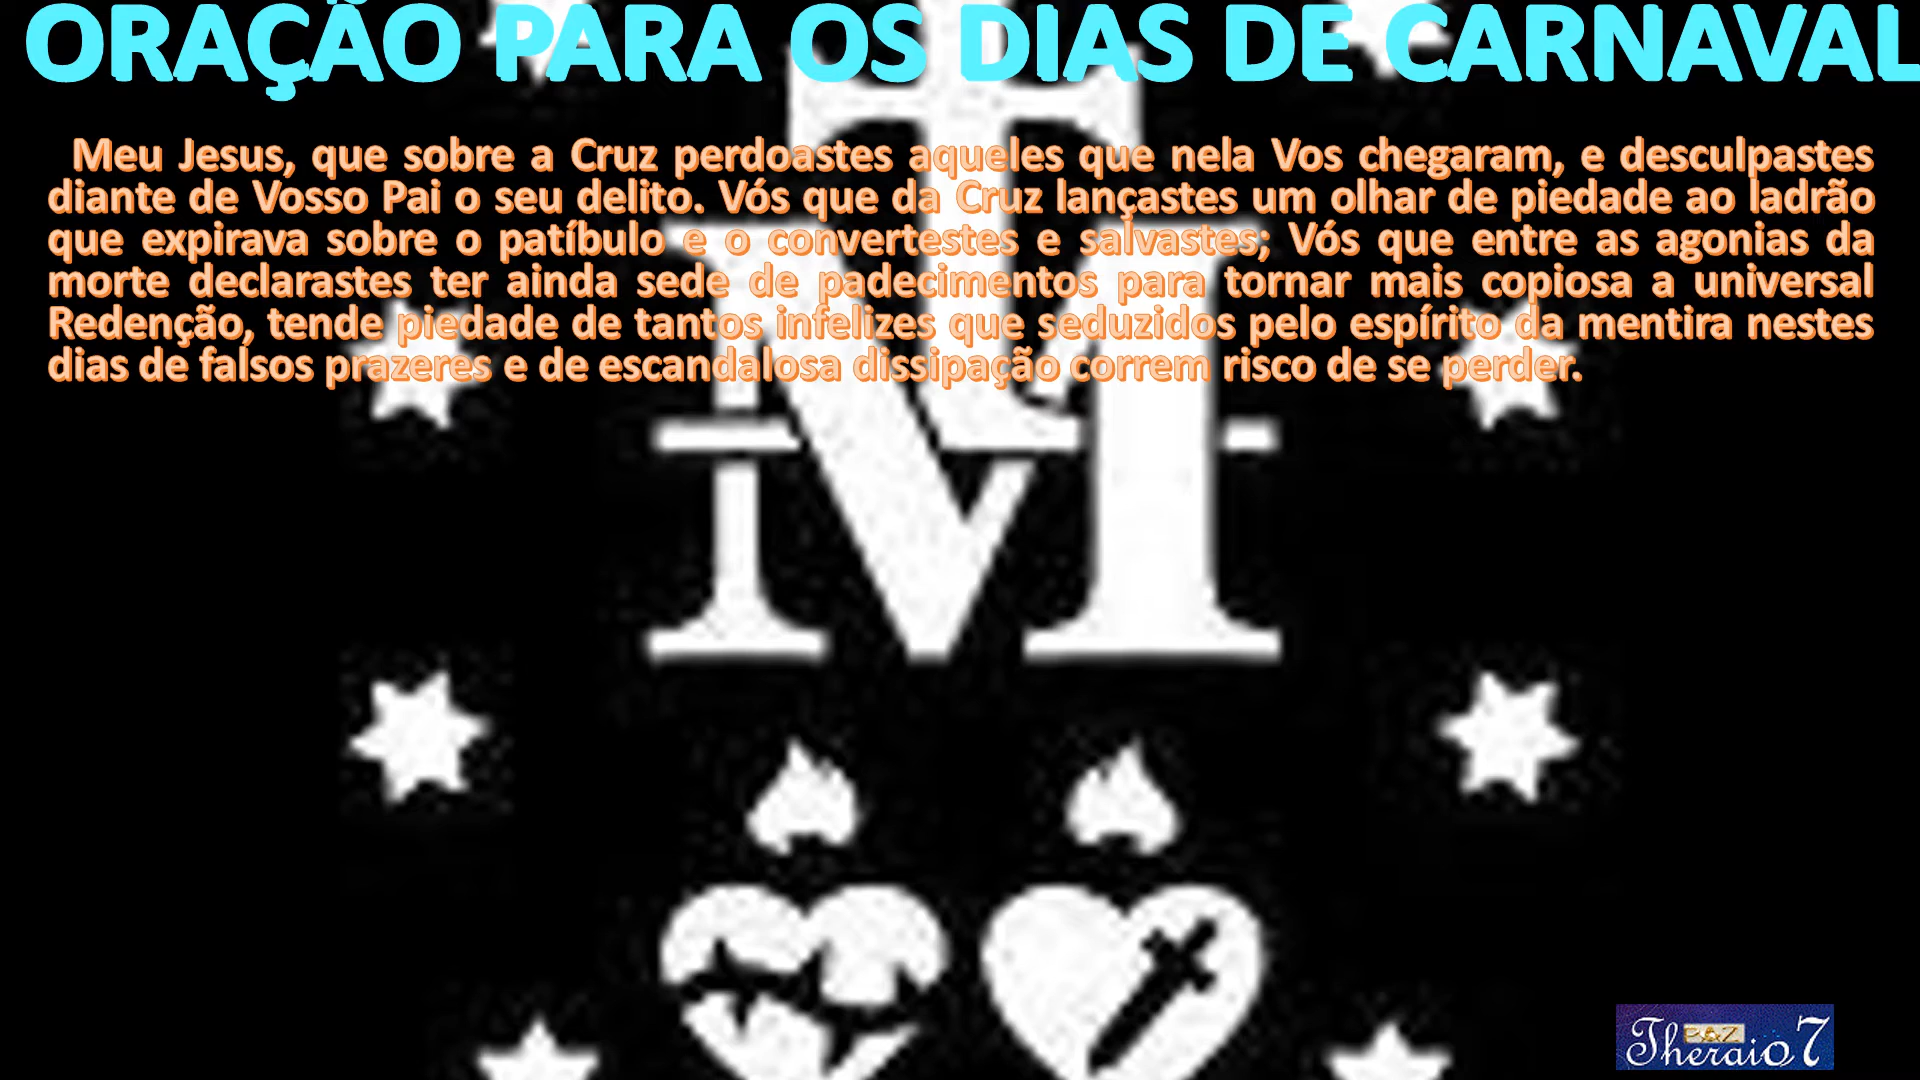 ORAÇÃO PARA OS DIAS DE CARNAVAL
Meu Jesus, que sobre a Cruz perdoastes aqueles que nela Vos chegaram, e desculpastes
diante de Vosso Pai o seu delito. Vós que da Cruz lançastes um olhar de piedade ao ladrão
que expirava sobre o patíbulo e o convertestes e salvastes; Vós que entre as agonias da
morte declarastes ter ainda sede de padecimentos para tornar mais copiosa a universal
Redenção, tende piedade de tantos infelizes que seduzidos pelo espírito da mentira nestes
dias de falsos prazeres e de escandalosa dissipação correm risco de se perder.
PAZ
Theraio7